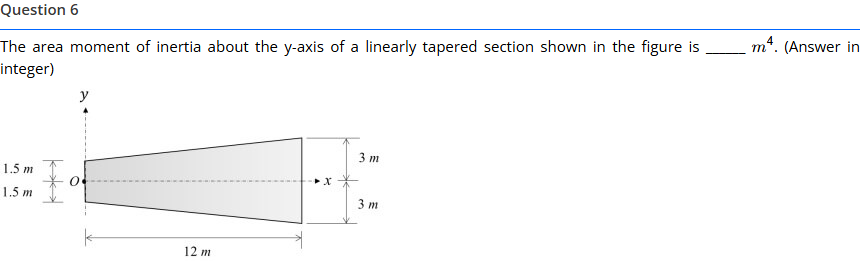 Question 6
The area moment of inertia about the y-axis of a linearly tapered section shown in the figure is _____ m⁴. (Answer in
integer)
y
1.5 m
O
1.5 m
x
3 m
3 m
12 m